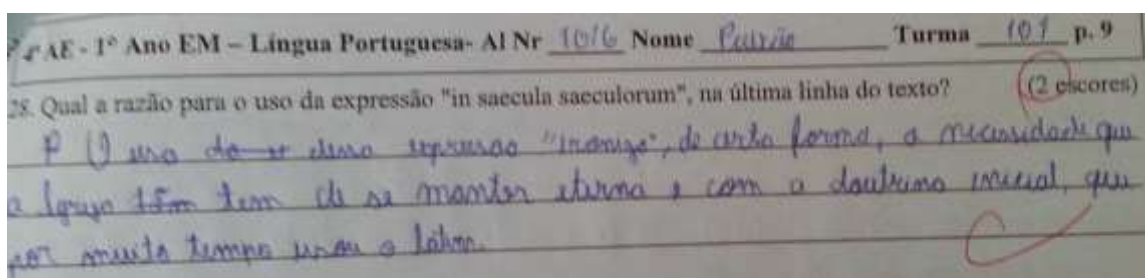 4ª AE - 1º Ano EM – Língua Portuguesa- Al Nr 1016 Nome Turma 101 p. 9
28. Qual a razão para o uso da expressão "in saecula saeculorum", na última linha do texto? (2 escores)
O uso dessa expressão "ironiza", de certa forma, a necessidade que
a Igreja tem de se manter eterna e com a doutrina inicial, que
por muito tempo usou o latim.